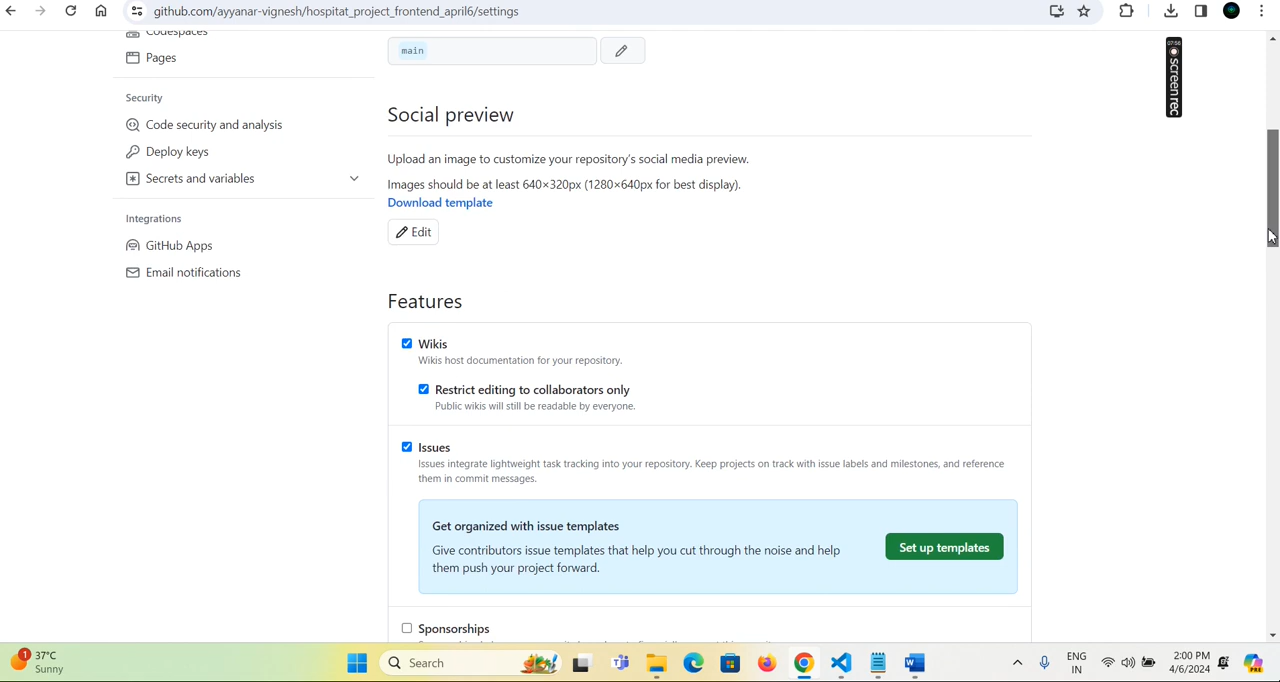 github.com/ayyanar-vignesh/hospitat_project_frontend_april6/settings
Codespaces
Pages
Security
Code security and analysis
Deploy keys
Secrets and variables
Integrations
GitHub Apps
Email notifications
main
Social preview
Upload an image to customize your repository's social media preview.
Images should be at least 640×320px (1280×640px for best display).
Download template
Edit
Features
Wikis
Wikis host documentation for your repository.
Restrict editing to collaborators only
Public wikis will still be readable by everyone.
Issues
Issues integrate lightweight task tracking into your repository. Keep projects on track with issue labels and milestones, and reference
them in commit messages.
Get organized with issue templates
Give contributors issue templates that help you cut through the noise and help
them push your project forward.
Set up templates
Sponsorships
07:58
screenrec
1
37°C
Sunny
Search
ENG
IN
2:00 PM
4/6/2024
PRE